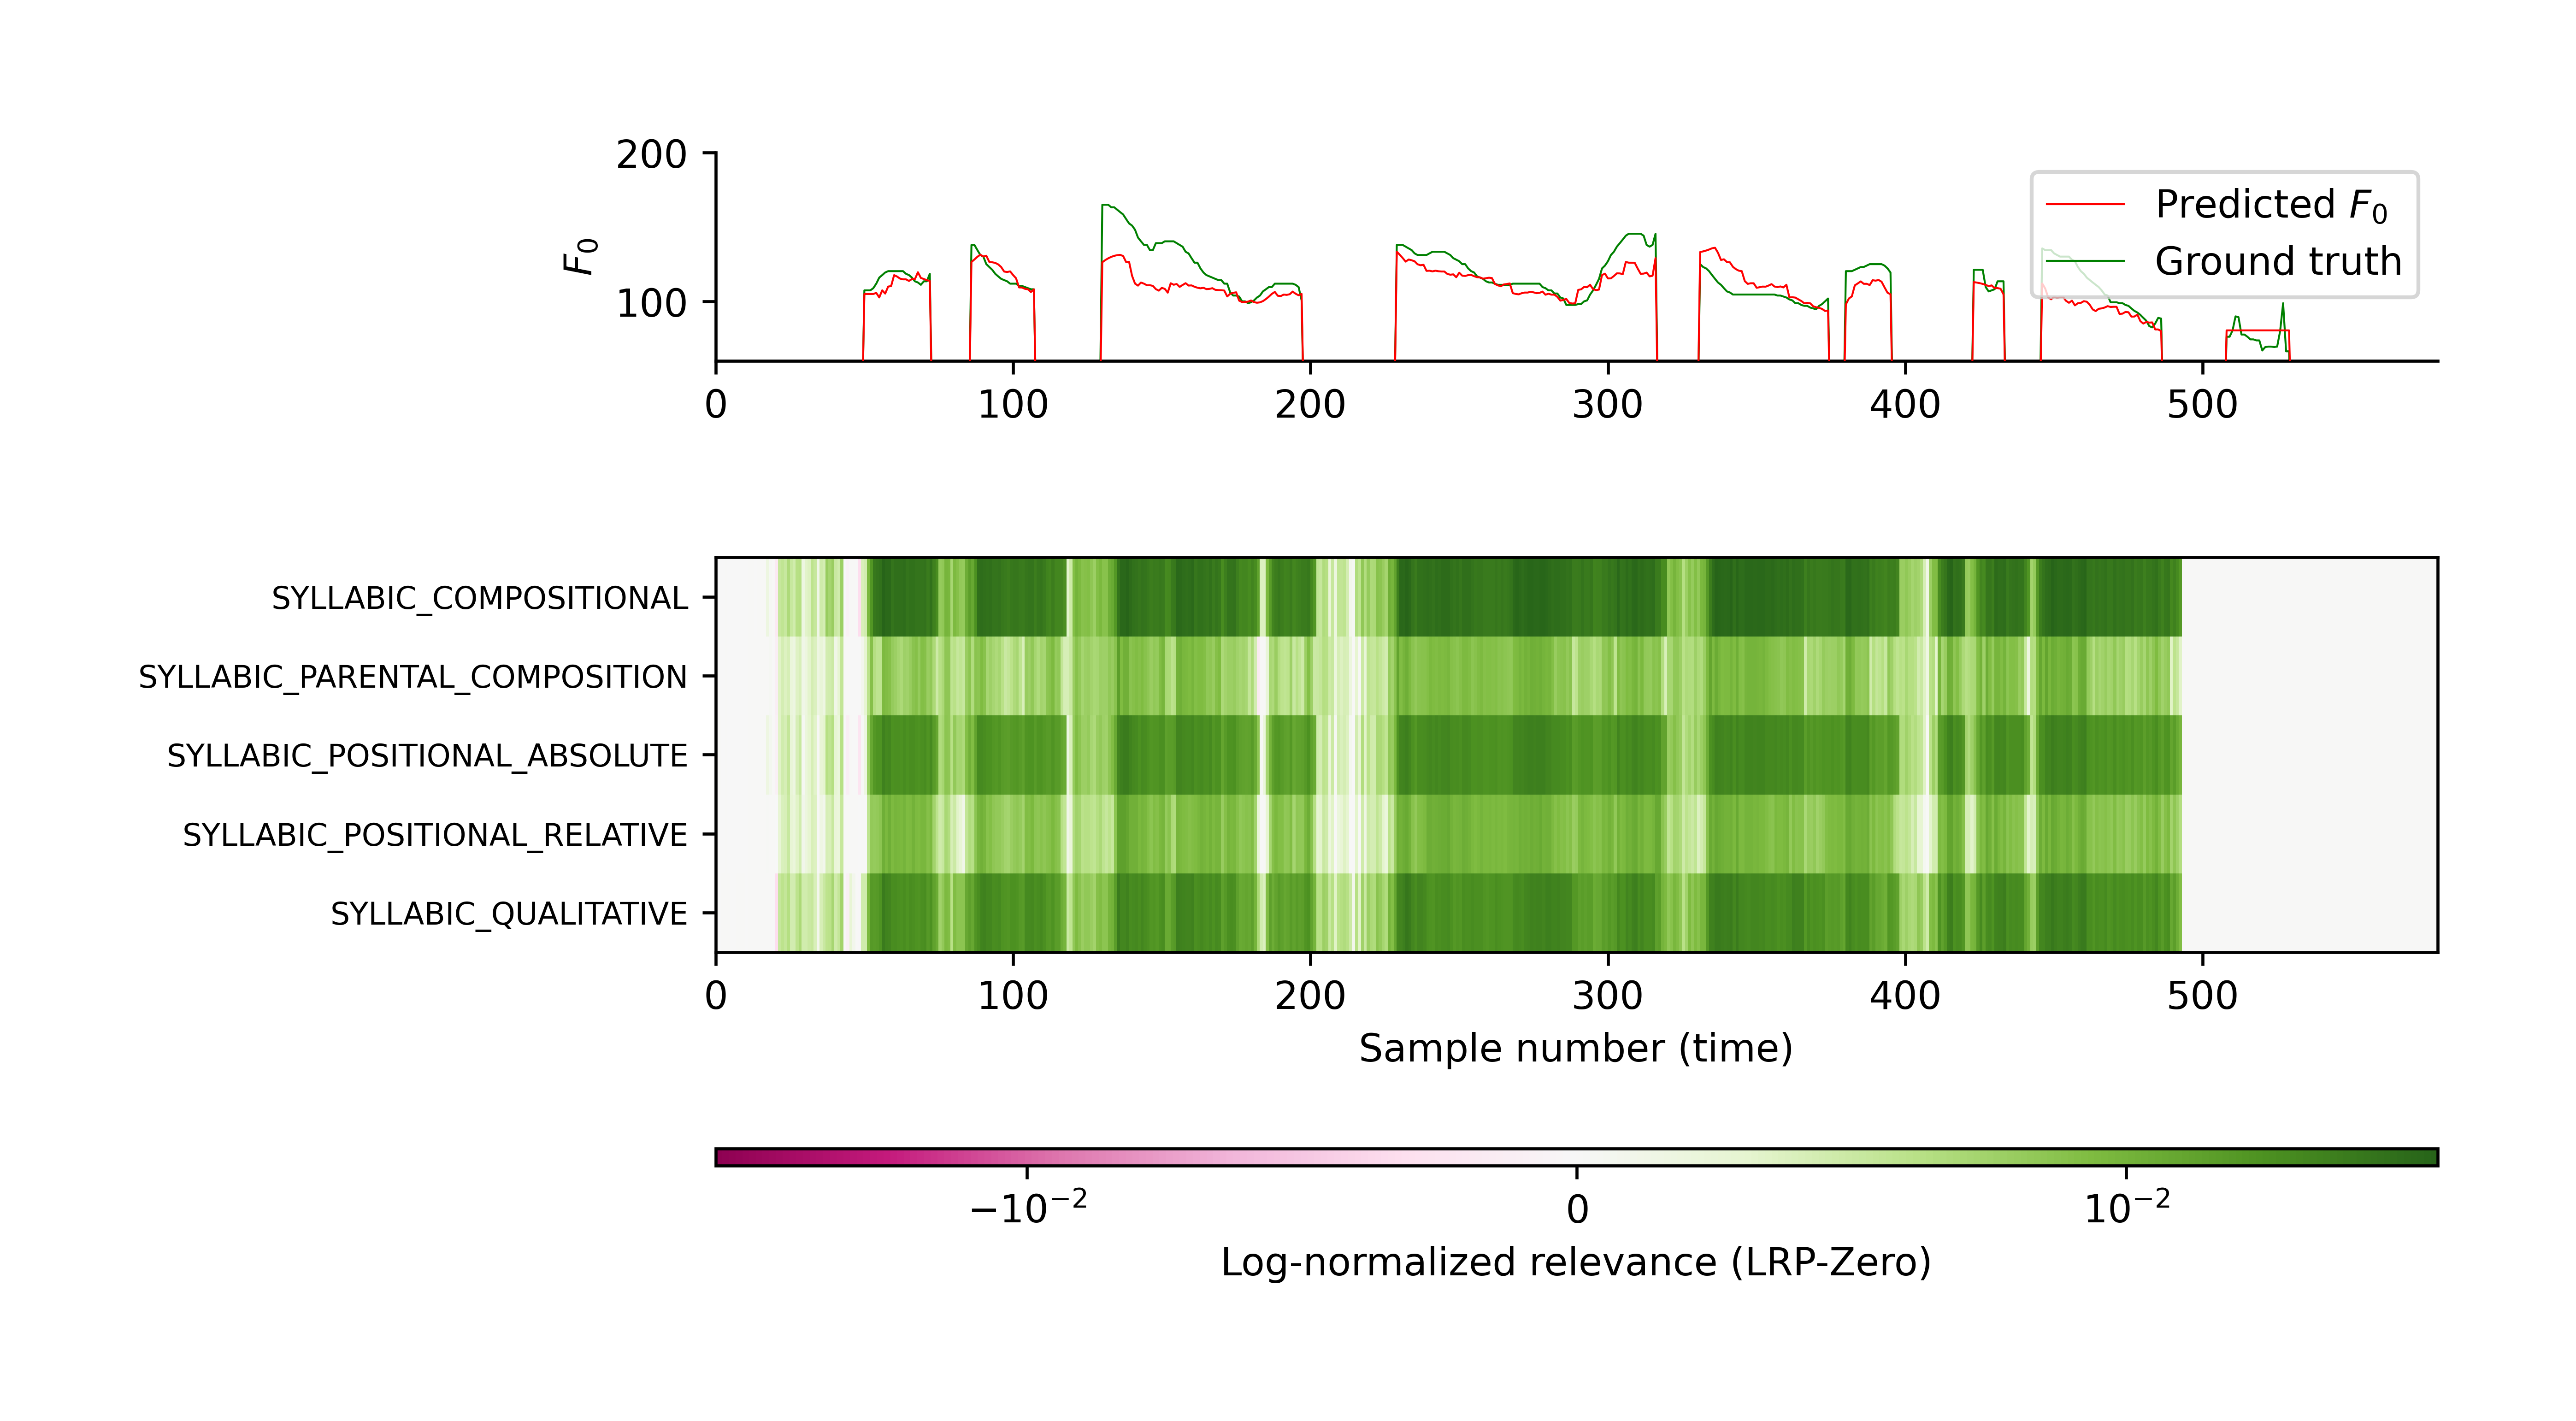 200
100
F₀
Predicted F₀
Ground truth
0 100 200 300 400 500
SYLLABIC_COMPOSITIONAL
SYLLABIC_PARENTAL_COMPOSITION
SYLLABIC_POSITIONAL_ABSOLUTE
SYLLABIC_POSITIONAL_RELATIVE
SYLLABIC_QUALITATIVE
0 100 200 300 400 500
Sample number (time)
−10⁻² 0 10⁻²
Log-normalized relevance (LRP-Zero)